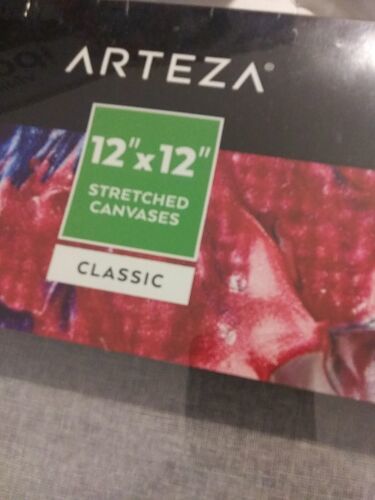 ARTEZA®
12"x12"
STRETCHED
CANVASES
CLASSIC